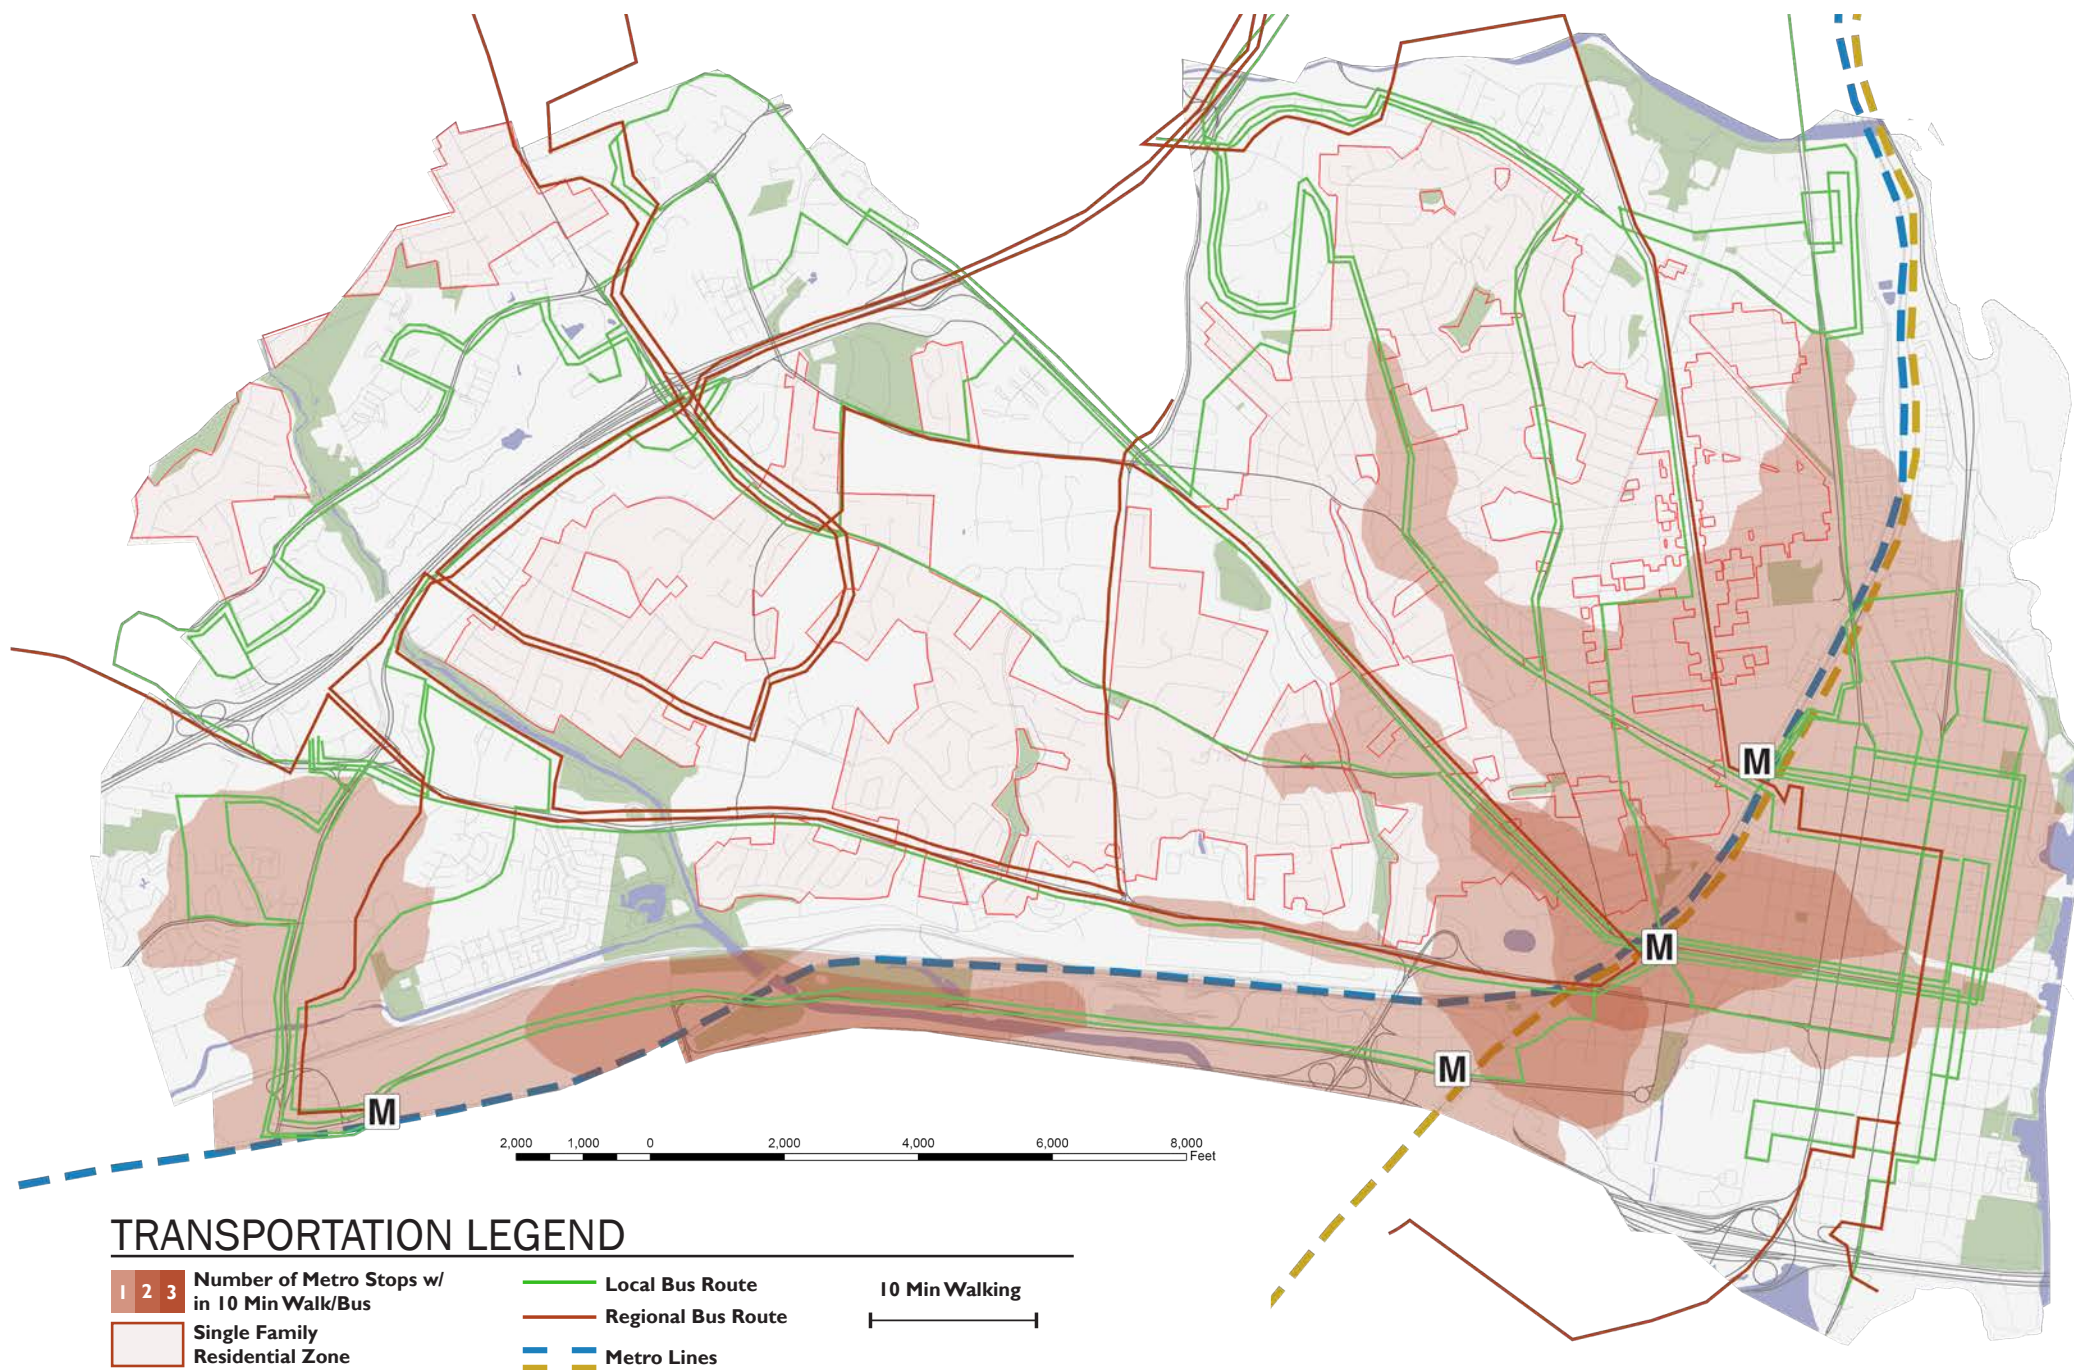 M
M
M
M
2,000 1,000 0 2,000 4,000 6,000 8,000
Feet
TRANSPORTATION LEGEND
1 2 3
Number of Metro Stops w/
in 10 Min Walk/Bus
Single Family
Residential Zone
Local Bus Route
Regional Bus Route
Metro Lines
10 Min Walking